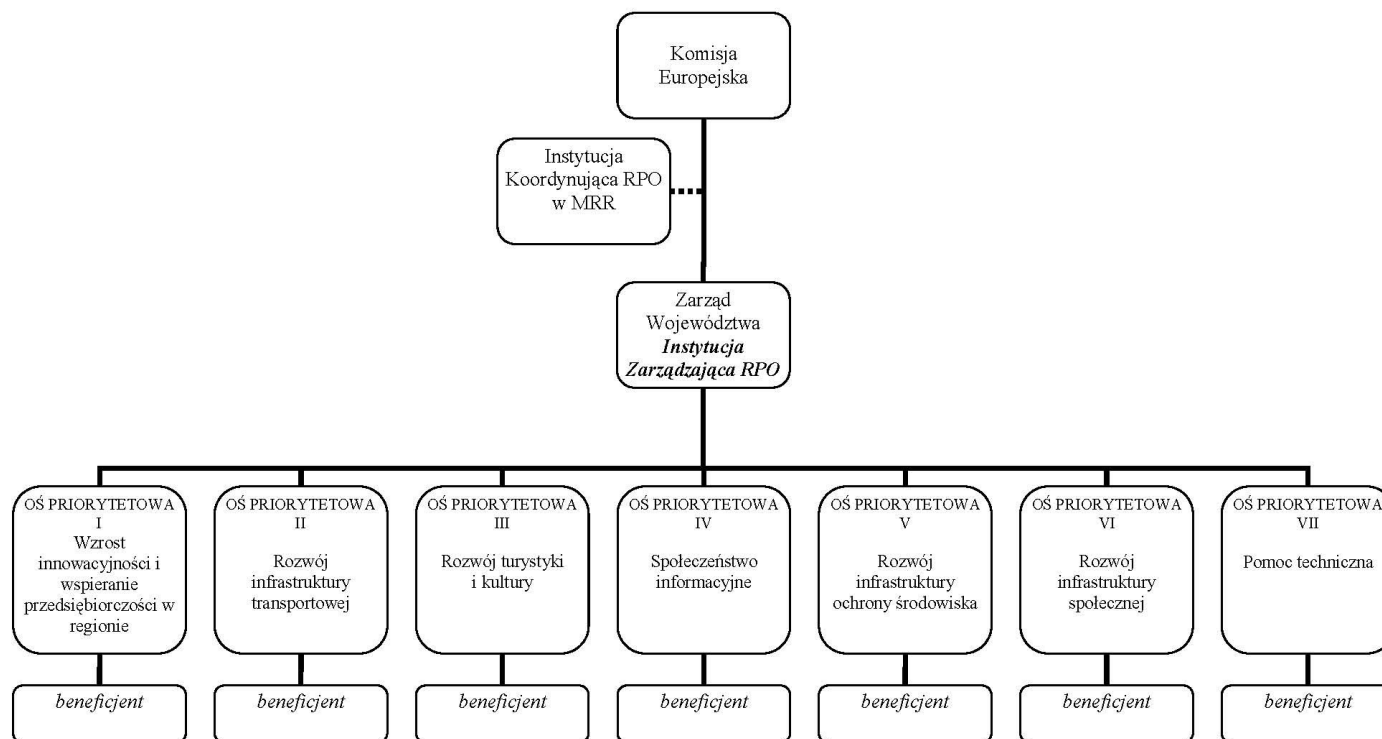 Komisja
Europejska
Instytucja
Koordynująca RPO
w MRR
Zarząd
Województwa
Instytucja
Zarządzająca RPO
OŚ PRIORYTETOWA
I
Wzrost
innowacyjności i
wspieranie
przedsiębiorczości w
regionie
OŚ PRIORYTETOWA
II
Rozwój
infrastruktury
transportowej
OŚ PRIORYTETOWA
III
Rozwój turystyki
i kultury
OŚ PRIORYTETOWA
IV
Społeczeństwo
informacyjne
OŚ PRIORYTETOWA
V
Rozwój
infrastruktury
ochrony środowiska
OŚ PRIORYTETOWA
VI
Rozwój
infrastruktury
społecznej
OŚ PRIORYTETOWA
VII
Pomoc techniczna
beneficjent
beneficjent
beneficjent
beneficjent
beneficjent
beneficjent
beneficjent